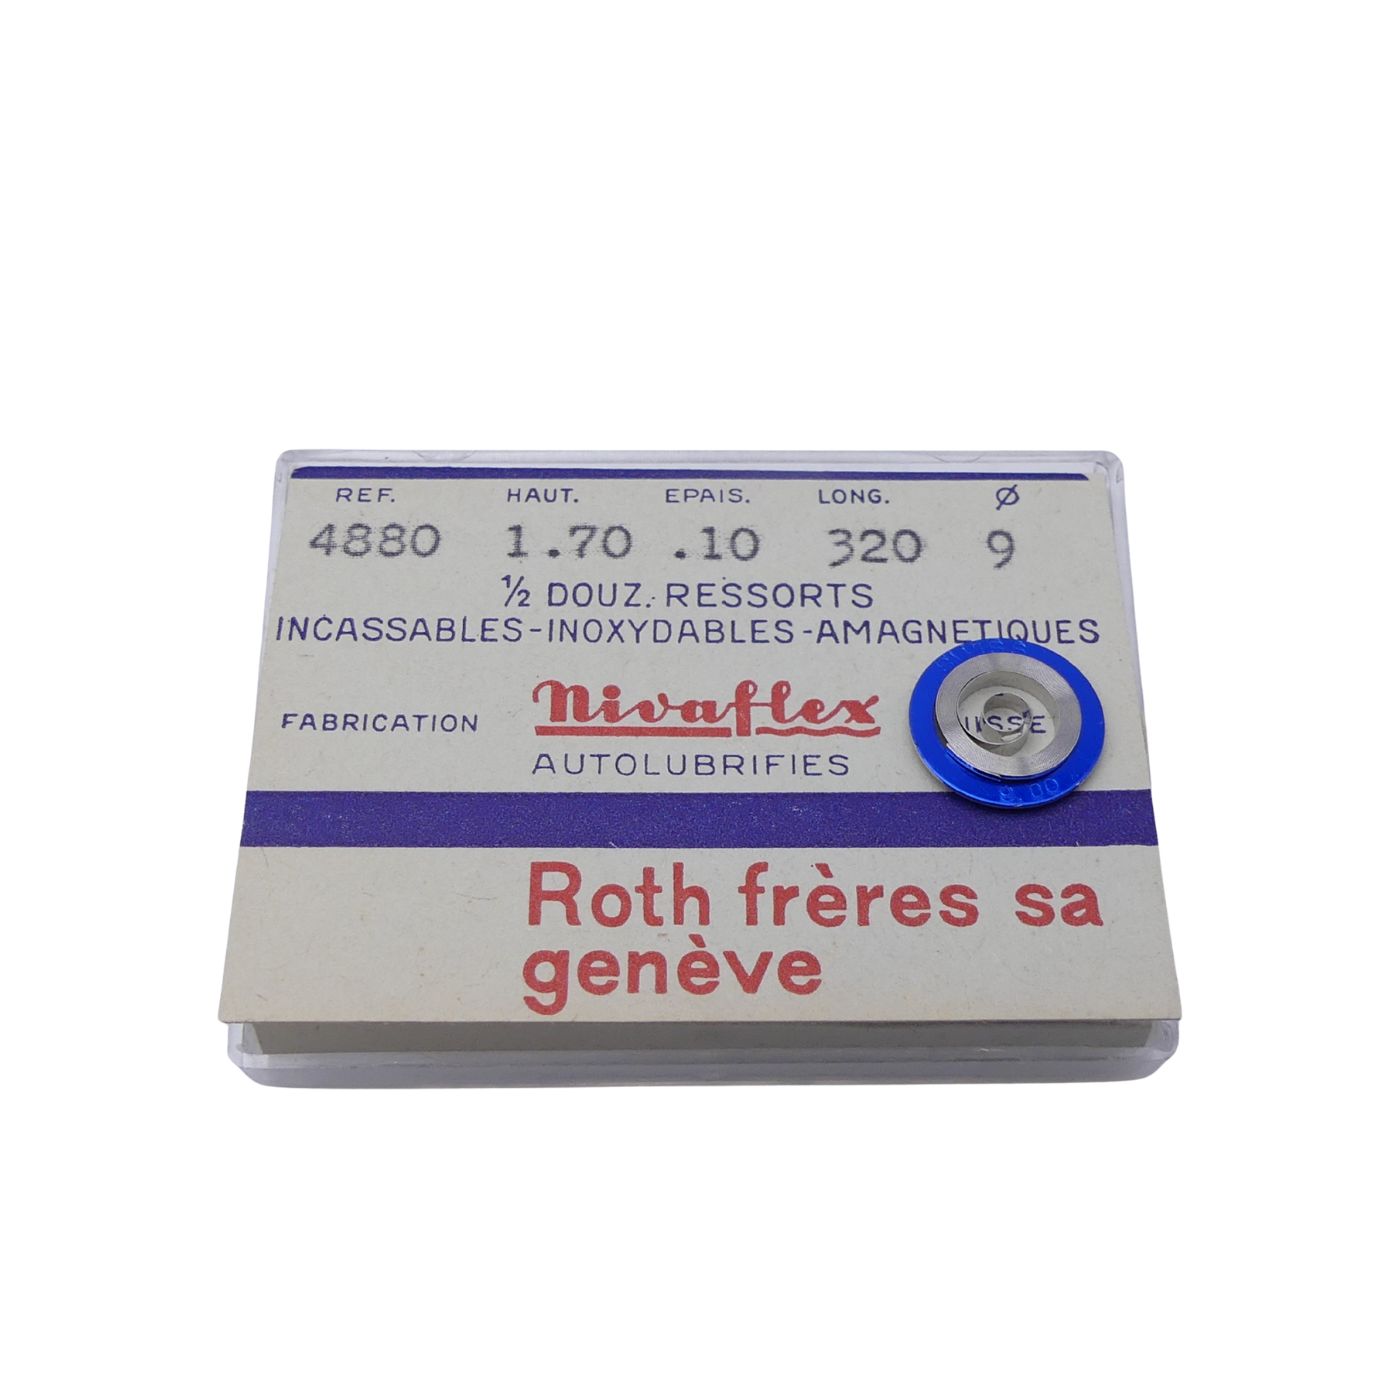 REF. HAUT. EPAIS. LONG. Ø
4880 1.70 .10 320 9
½ DOUZ. RESSORTS
INCASSABLES-INOXYDABLES-AMAGNETIQUES
FABRICATION Nivaflex
AUTOLUBRIFIES
Roth frères sa
genève